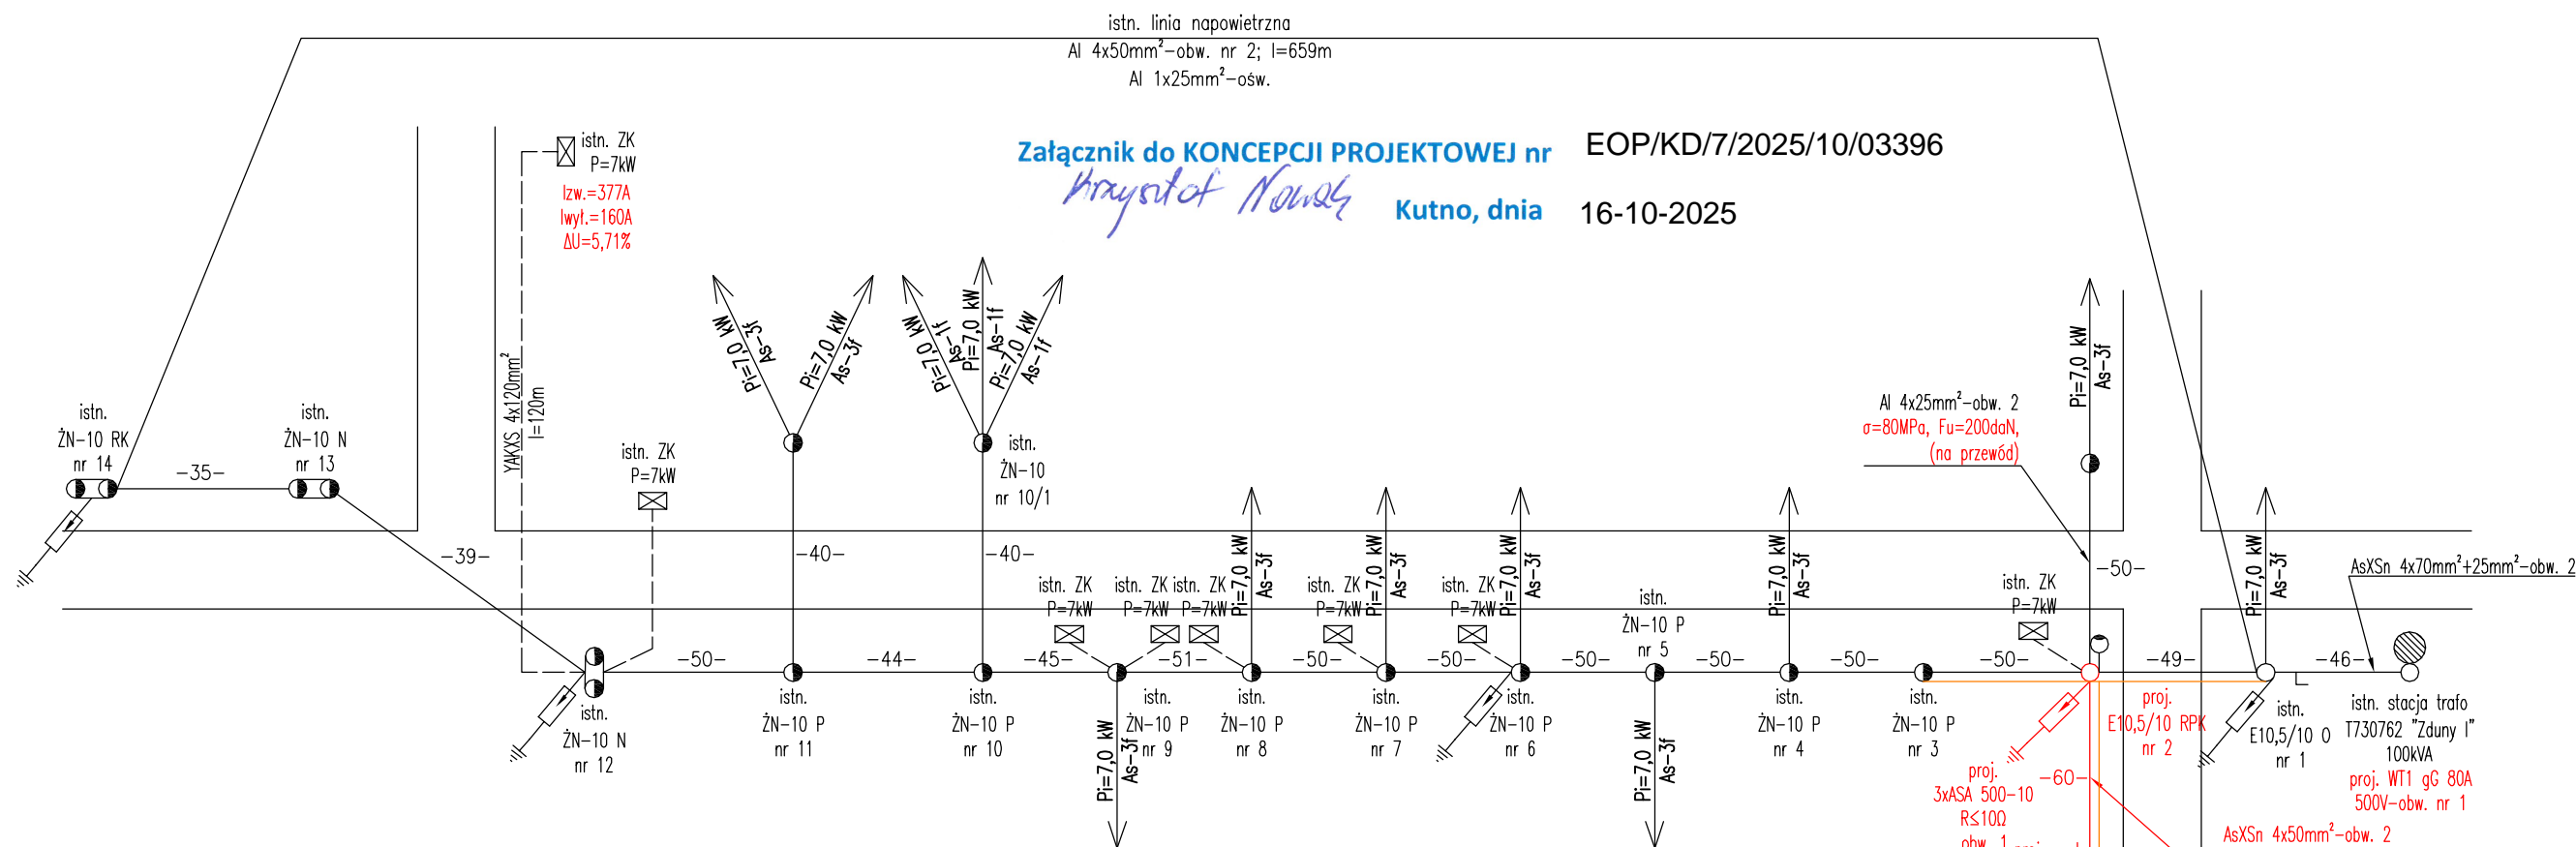 istn. linia napowietrzna
Al 4x50mm²-obw. nr 2; l=659m
Al 1x25mm²-ośw.
Załącznik do KONCEPCJI PROJEKTOWEJ nr EOP/KD/7/2025/10/03396
Krzysztof Nowak
Kutno, dnia 16-10-2025
istn. ZK
P=7kW
Izw.=377A
Iwył.=160A
ΔU=5,71%
YAKXS 4x120mm²
l=120m
istn.
ŻN-10 RK
nr 14
-35-
istn.
ŻN-10 N
nr 13
-39-
istn. ZK
P=7kW
Pi=7,0 kW
As-3f
Pi=7,0 kW
As-3f
Pi=7,0 kW
As-1f
Pi=7,0 kW
As-1f
Pi=7,0 kW
As-1f
istn.
ŻN-10
nr 10/1
-40-
-40-
Al 4x25mm²-obw. 2
σ=80MPa, Fu=200daN,
(na przewód)
Pi=7,0 kW
As-3f
-50-
Pi=7,0 kW
As-3f
AsXSn 4x70mm²+25mm²-obw. 2
istn. ZK
P=7kW
istn. ZK
P=7kW
istn. ZK
P=7kW
Pi=7,0 kW
As-3f
istn. ZK
P=7kW
Pi=7,0 kW
As-3f
istn. ZK
P=7kW
Pi=7,0 kW
As-3f
istn.
ŻN-10 P
nr 5
Pi=7,0 kW
As-3f
istn. ZK
P=7kW
-50-
-44-
-45-
-51-
-50-
-50-
-50-
-50-
-50-
-50-
-49-
-46-
istn.
ŻN-10 N
nr 12
istn.
ŻN-10 P
nr 11
istn.
ŻN-10 P
nr 10
Pi=7,0 kW
As-3f
istn.
ŻN-10 P
nr 9
istn.
ŻN-10 P
nr 8
istn.
ŻN-10 P
nr 7
istn.
ŻN-10 P
nr 6
Pi=7,0 kW
As-3f
istn.
ŻN-10 P
nr 4
istn.
ŻN-10 P
nr 3
proj.
E10,5/10 RPK
nr 2
istn.
E10,5/10 O
nr 1
istn. stacja trafo
T730762 "Zduny I"
100kVA
proj. WT1 gG 80A
500V-obw. nr 1
proj.
3xASA 500-10
R≤10Ω
obw. 1
-60-
AsXSn 4x50mm²-obw. 2